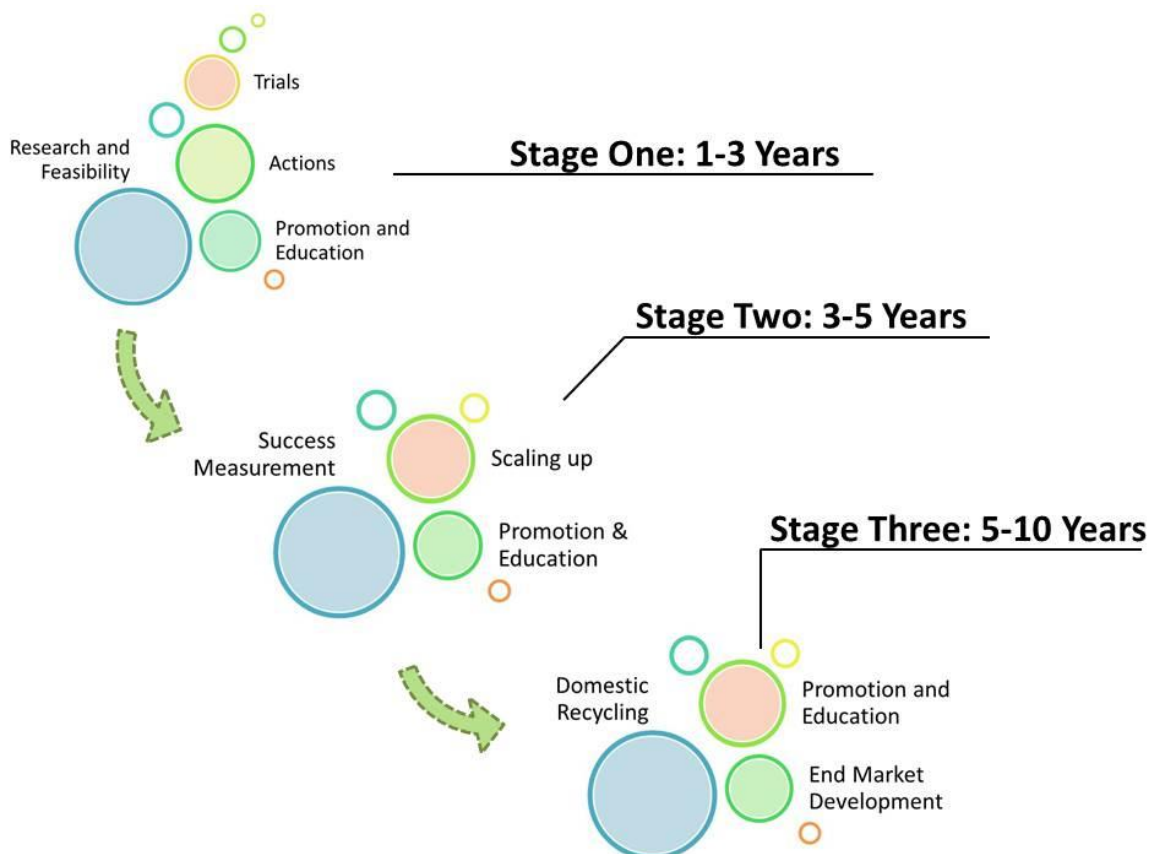 Trials
Research and
Feasibility
Actions
Stage One: 1-3 Years
Promotion and
Education
Stage Two: 3-5 Years
Success
Measurement
Scaling up
Promotion &
Education
Stage Three: 5-10 Years
Domestic
Recycling
Promotion and
Education
End Market
Development